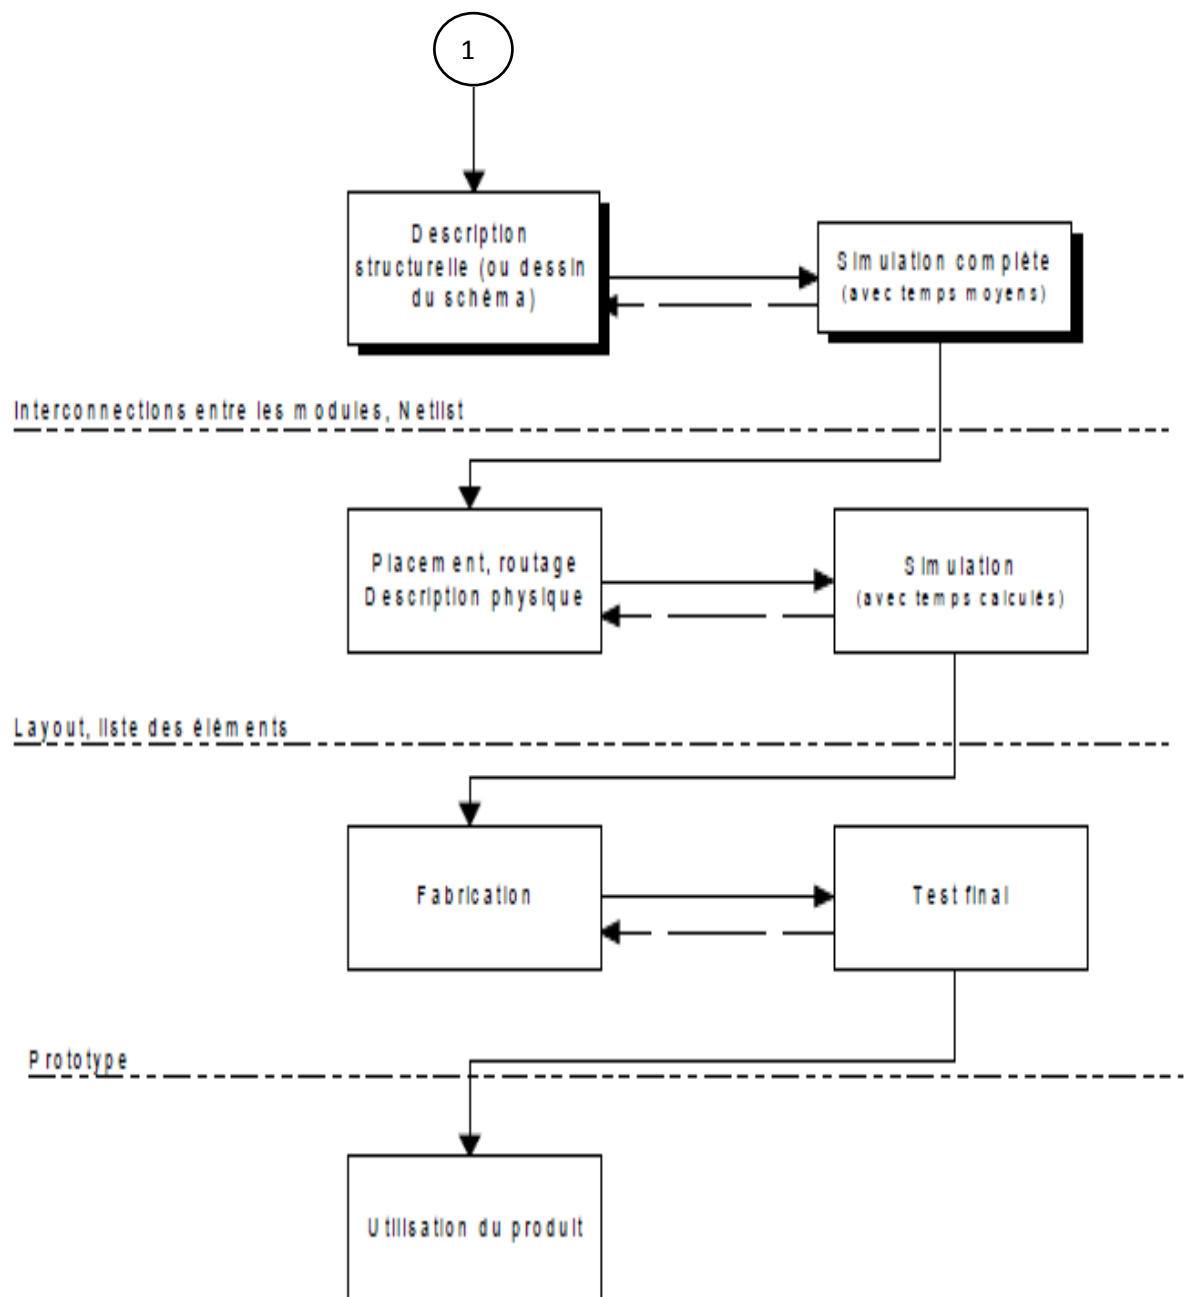 1
Description
structurelle (ou dessin
du schéma)
Simulation complète
(avec temps moyens)
Interconnections entre les modules, Netlist
Placement, routage
Description physique
Simulation
(avec temps calculés)
Layout, liste des éléments
Fabrication
Test final
Prototype
Utilisation du produit